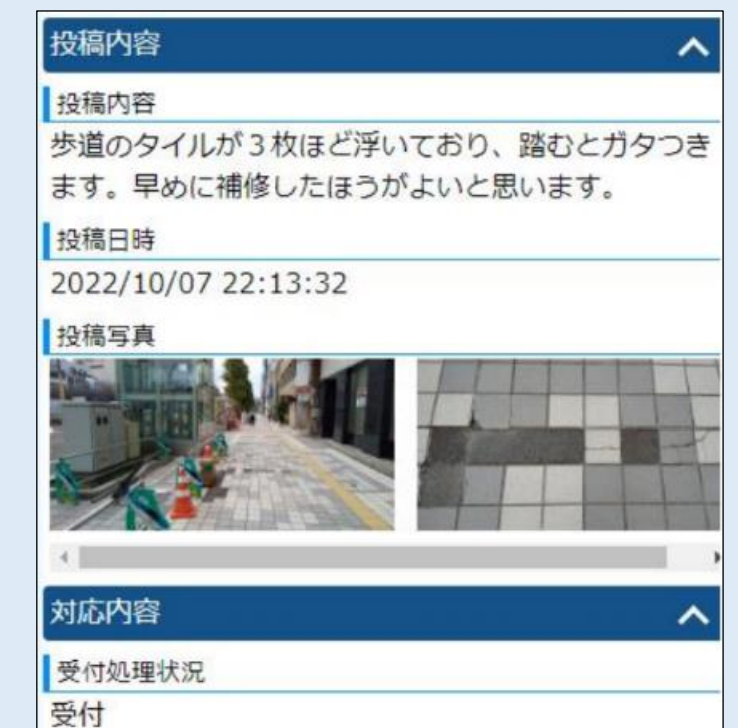 投稿内容
投稿内容
歩道のタイルが3枚ほど浮いており、踏むとガタつき
ます。早めに補修したほうがよいと思います。
投稿日時
2022/10/07 22:13:32
投稿写真
対応内容
受付処理状況
受付